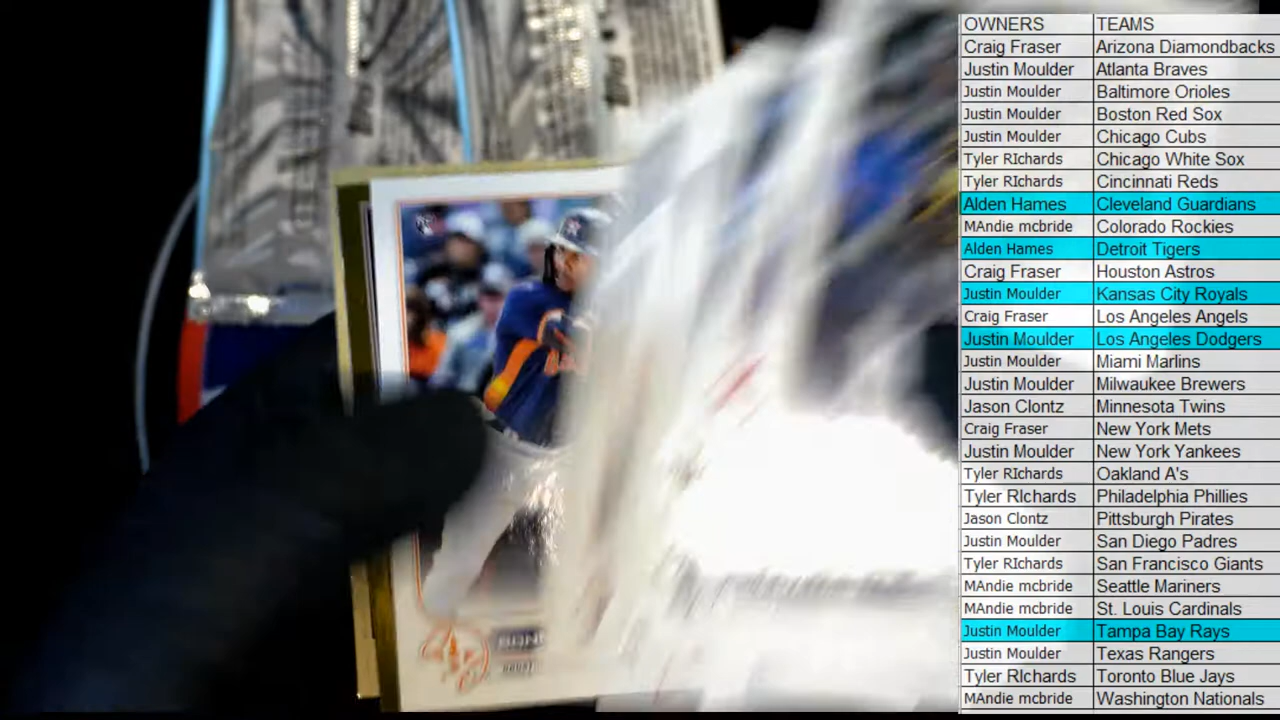 OWNERS TEAMS
Craig Fraser Arizona Diamondbacks
Justin Moulder Atlanta Braves
Justin Moulder Baltimore Orioles
Justin Moulder Boston Red Sox
Justin Moulder Chicago Cubs
Tyler RIchards Chicago White Sox
Tyler RIchards Cincinnati Reds
Alden Hames Cleveland Guardians
MAndie mcbride Colorado Rockies
Alden Hames Detroit Tigers
Craig Fraser Houston Astros
Justin Moulder Kansas City Royals
Craig Fraser Los Angeles Angels
Justin Moulder Los Angeles Dodgers
Justin Moulder Miami Marlins
Justin Moulder Milwaukee Brewers
Jason Clontz Minnesota Twins
Craig Fraser New York Mets
Justin Moulder New York Yankees
Tyler RIchards Oakland A's
Tyler RIchards Philadelphia Phillies
Jason Clontz Pittsburgh Pirates
Justin Moulder San Diego Padres
Tyler RIchards San Francisco Giants
MAndie mcbride Seattle Mariners
MAndie mcbride St. Louis Cardinals
Justin Moulder Tampa Bay Rays
Justin Moulder Texas Rangers
Tyler RIchards Toronto Blue Jays
MAndie mcbride Washington Nationals